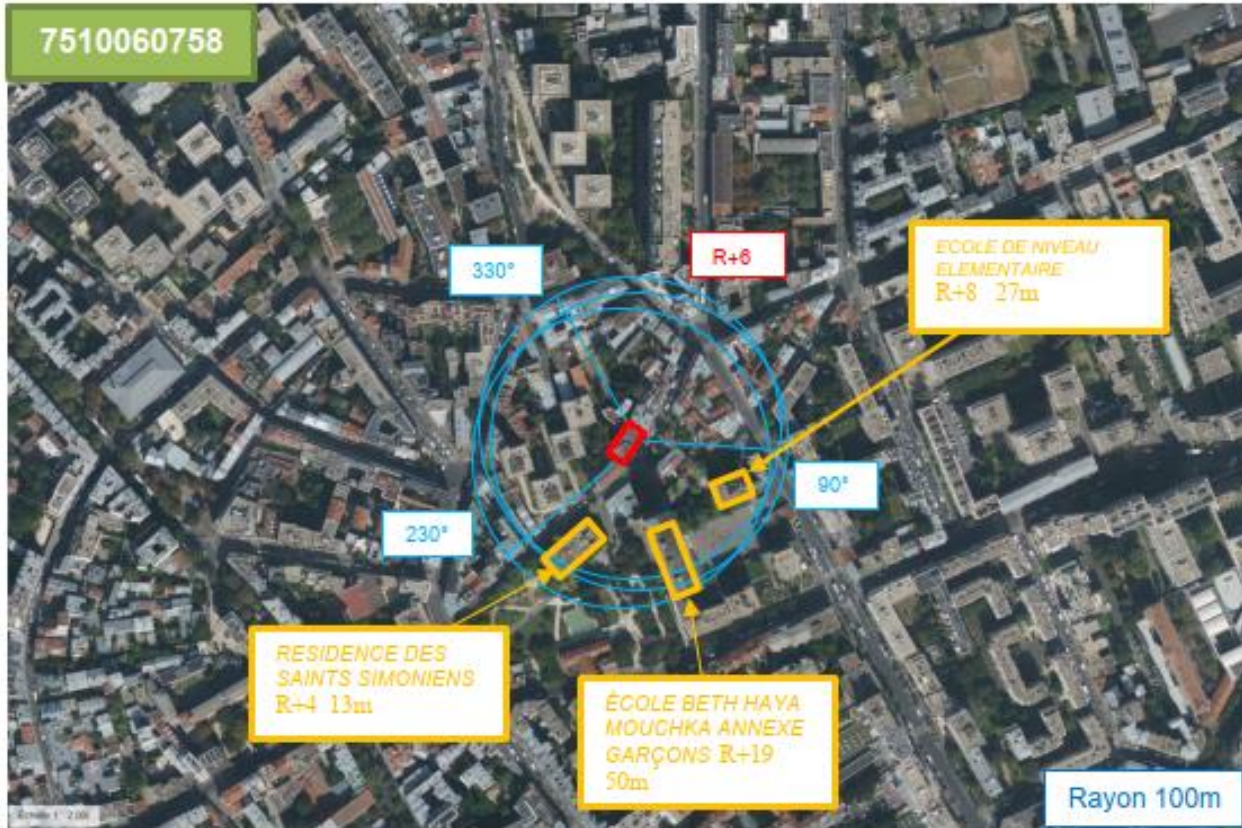 7510060758
330°
R+6
ECOLE DE NIVEAU
ELEMENTAIRE
R+8 27m
90°
230°
RESIDENCE DES
SAINTS SIMONIENS
R+4 13m
ÉCOLE BETH HAYA
MOUCHKA ANNEXE
GARÇONS R+19
50m
Rayon 100m